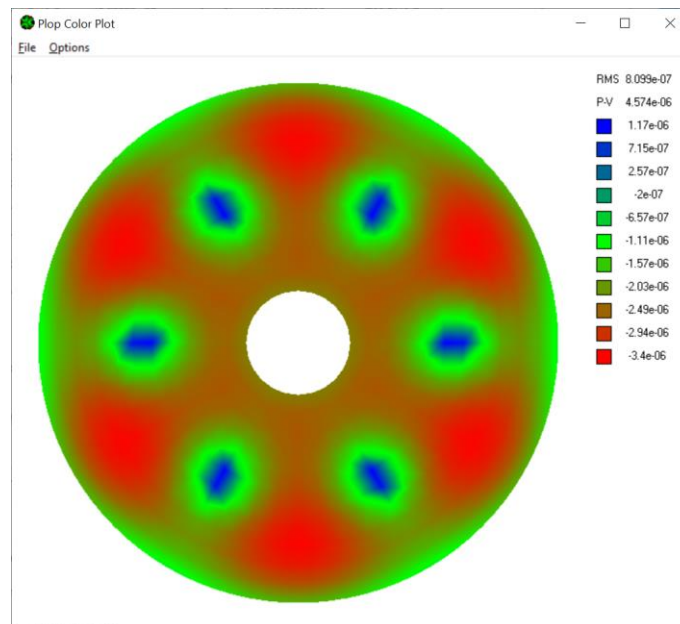 Plop Color Plot
File Options
RMS 8.099e-07
P-V 4.574e-06
1.17e-06
7.15e-07
2.57e-07
-2e-07
-6.57e-07
-1.11e-06
-1.57e-06
-2.03e-06
-2.49e-06
-2.94e-06
-3.4e-06